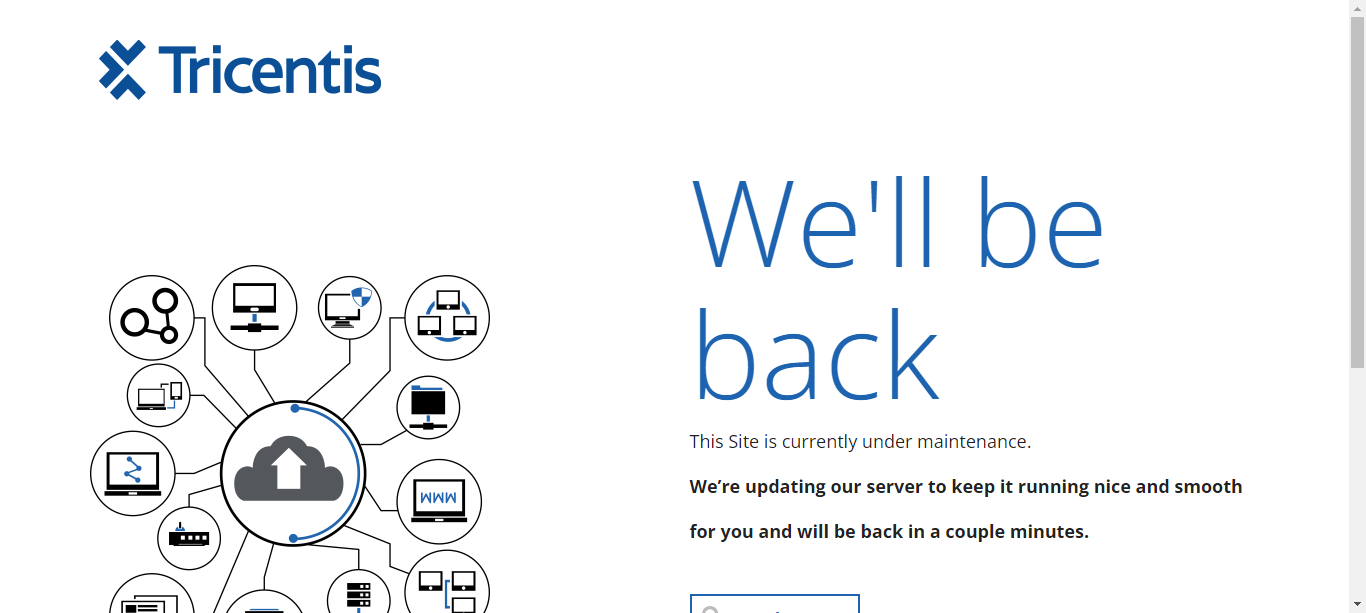 Tricentis
We'll be
back
This Site is currently under maintenance.
We’re updating our server to keep it running nice and smooth
for you and will be back in a couple minutes.
WWW